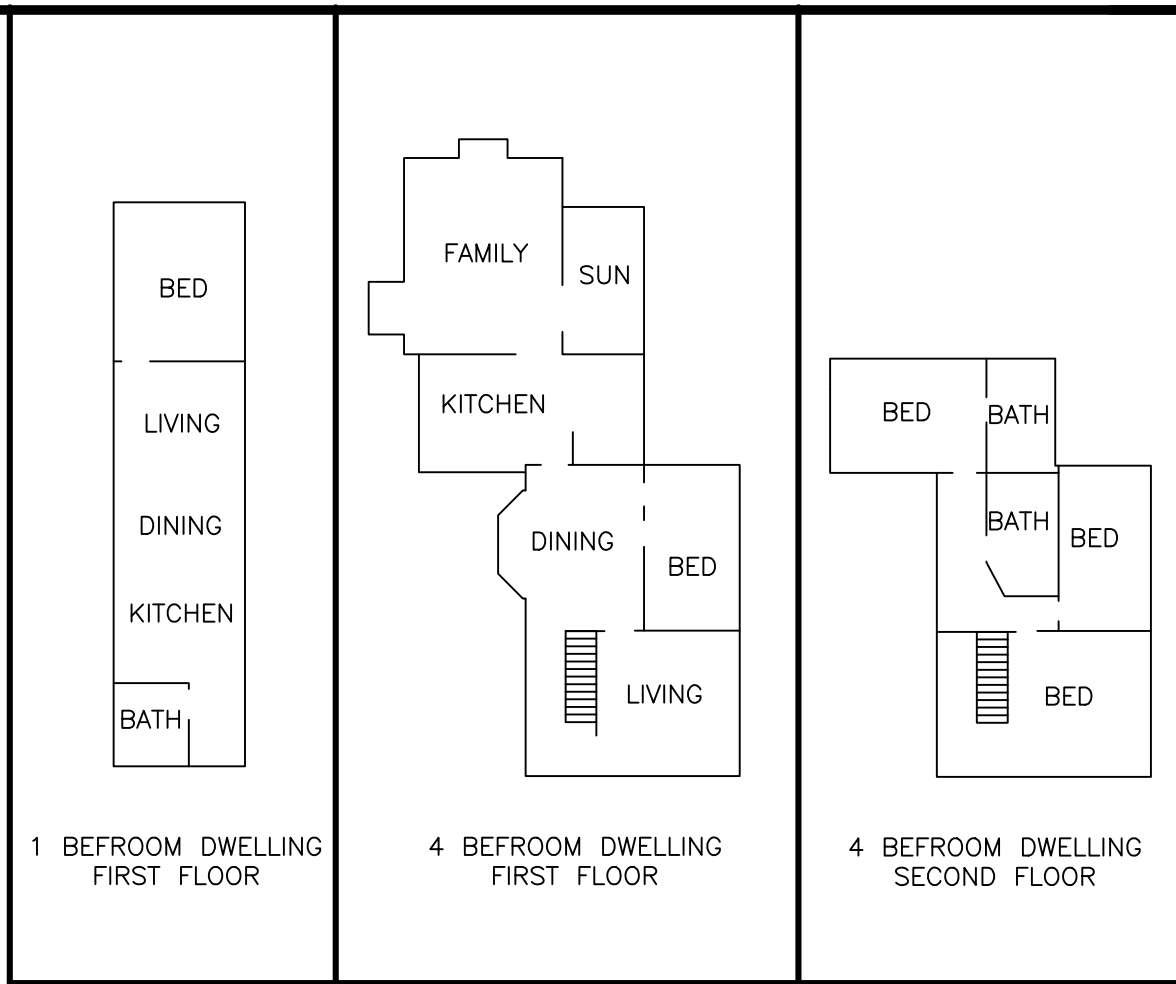 BED
LIVING
DINING
KITCHEN
BATH
1 BEFROOM DWELLING
FIRST FLOOR
FAMILY
SUN
KITCHEN
DINING
BED
LIVING
4 BEFROOM DWELLING
FIRST FLOOR
BED
BATH
BATH
BED
BED
4 BEFROOM DWELLING
SECOND FLOOR